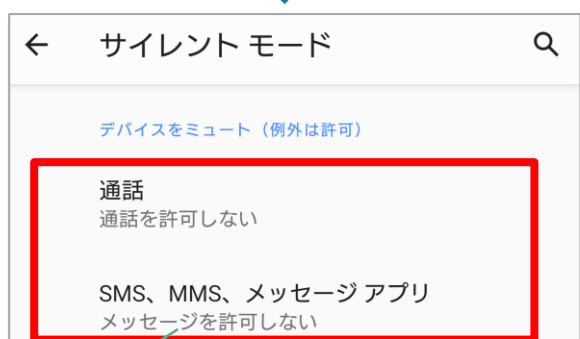 サイレント モード
デバイスをミュート（例外は許可）
通話
通話を許可しない
SMS、MMS、メッセージ アプリ
メッセージを許可しない